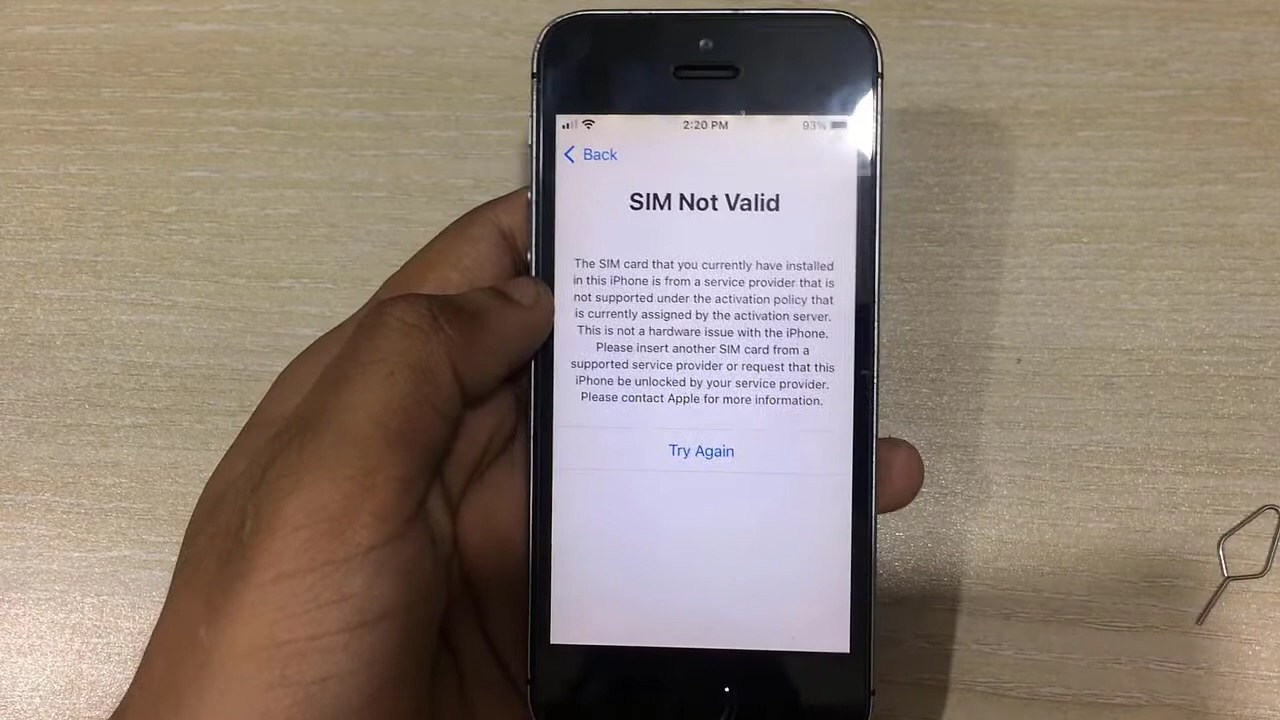 2:20 PM
93%
Back
SIM Not Valid
The SIM card that you currently have installed
in this iPhone is from a service provider that is
not supported under the activation policy that
is currently assigned by the activation server.
This is not a hardware issue with the iPhone.
Please insert another SIM card from a
supported service provider or request that this
iPhone be unlocked by your service provider.
Please contact Apple for more information.
Try Again